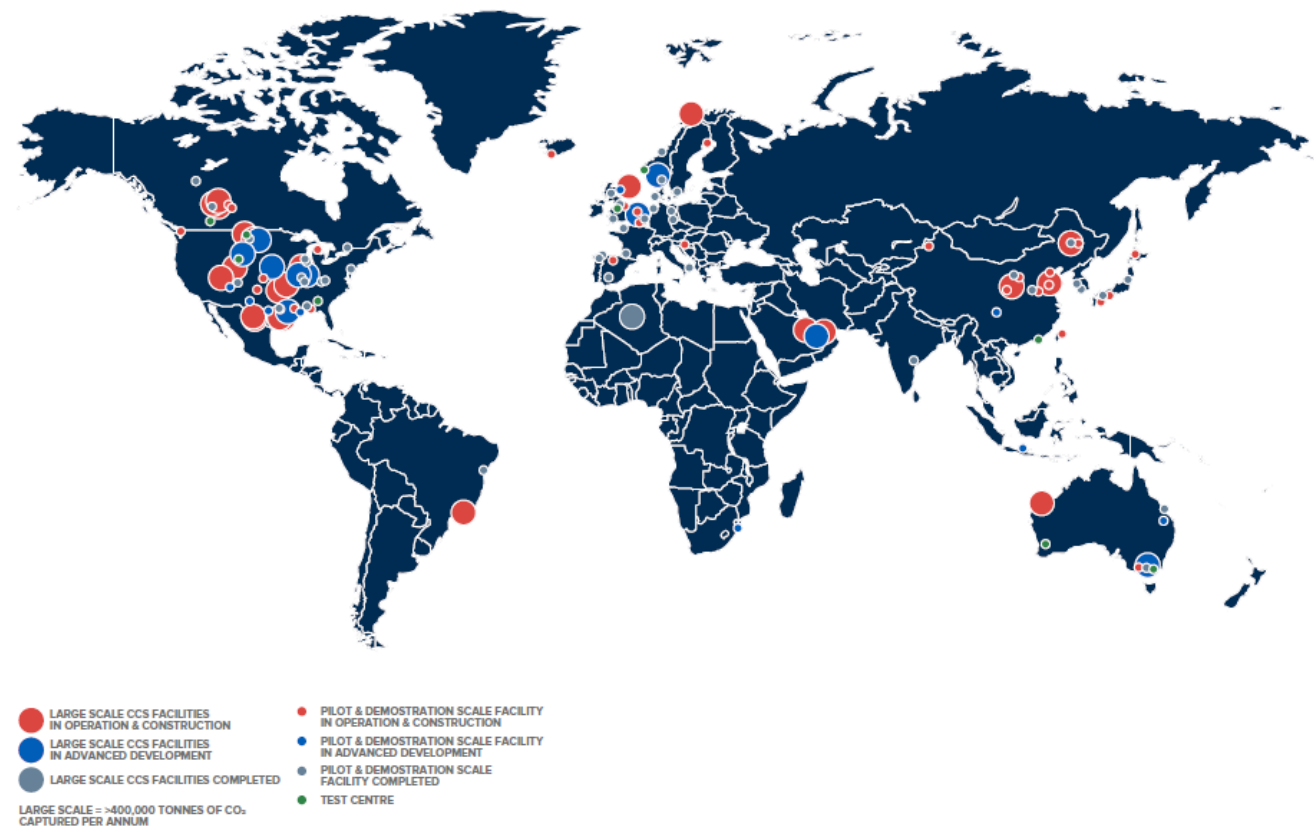 LARGE SCALE CCS FACILITIES
IN OPERATION & CONSTRUCTION
LARGE SCALE CCS FACILITIES
IN ADVANCED DEVELOPMENT
LARGE SCALE CCS FACILITIES COMPLETED
LARGE SCALE = >400,000 TONNES OF CO₂
CAPTURED PER ANNUM
PILOT & DEMOSTRATION SCALE FACILITY
IN OPERATION & CONSTRUCTION
PILOT & DEMOSTRATION SCALE FACILITY
IN ADVANCED DEVELOPMENT
PILOT & DEMOSTRATION SCALE
FACILITY COMPLETED
TEST CENTRE